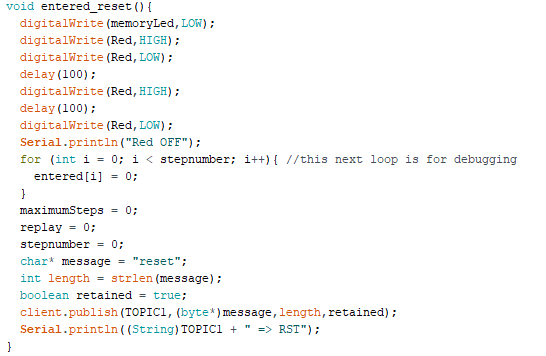 void entered_reset(){
digitalWrite(memoryLed,LOW);
digitalWrite(Red,HIGH);
digitalWrite(Red,LOW);
delay(100);
digitalWrite(Red,HIGH);
delay(100);
digitalWrite(Red,LOW);
Serial.println("Red OFF");
for (int i = 0; i < stepnumber; i++){ //this next loop is for debugging
entered[i] = 0;
}
maximumSteps = 0;
replay = 0;
stepnumber = 0;
char* message = "reset";
int length = strlen(message);
boolean retained = true;
client.publish(TOPIC1,(byte*)message,length,retained);
Serial.println((String)TOPIC1 + " => RST");
}